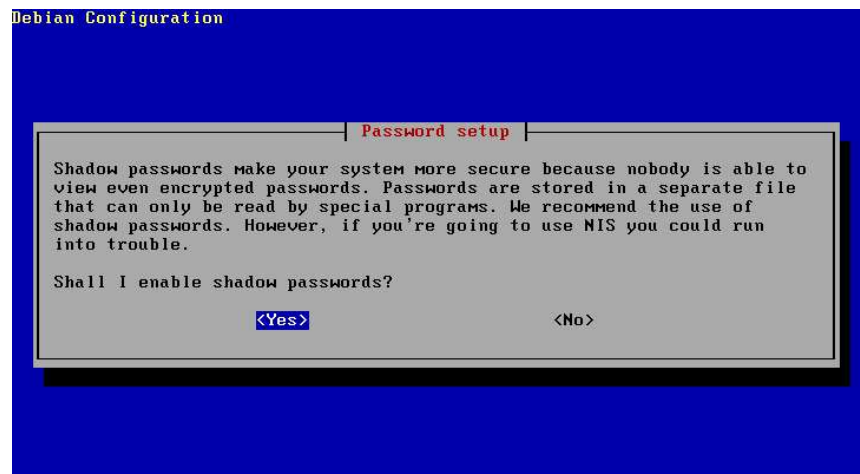 Debian Configuration
Password setup
Shadow passwords make your system more secure because nobody is able to
view even encrypted passwords. Passwords are stored in a separate file
that can only be read by special programs. We recommend the use of
shadow passwords. However, if you're going to use NIS you could run
into trouble.
Shall I enable shadow passwords?
<Yes> <No>